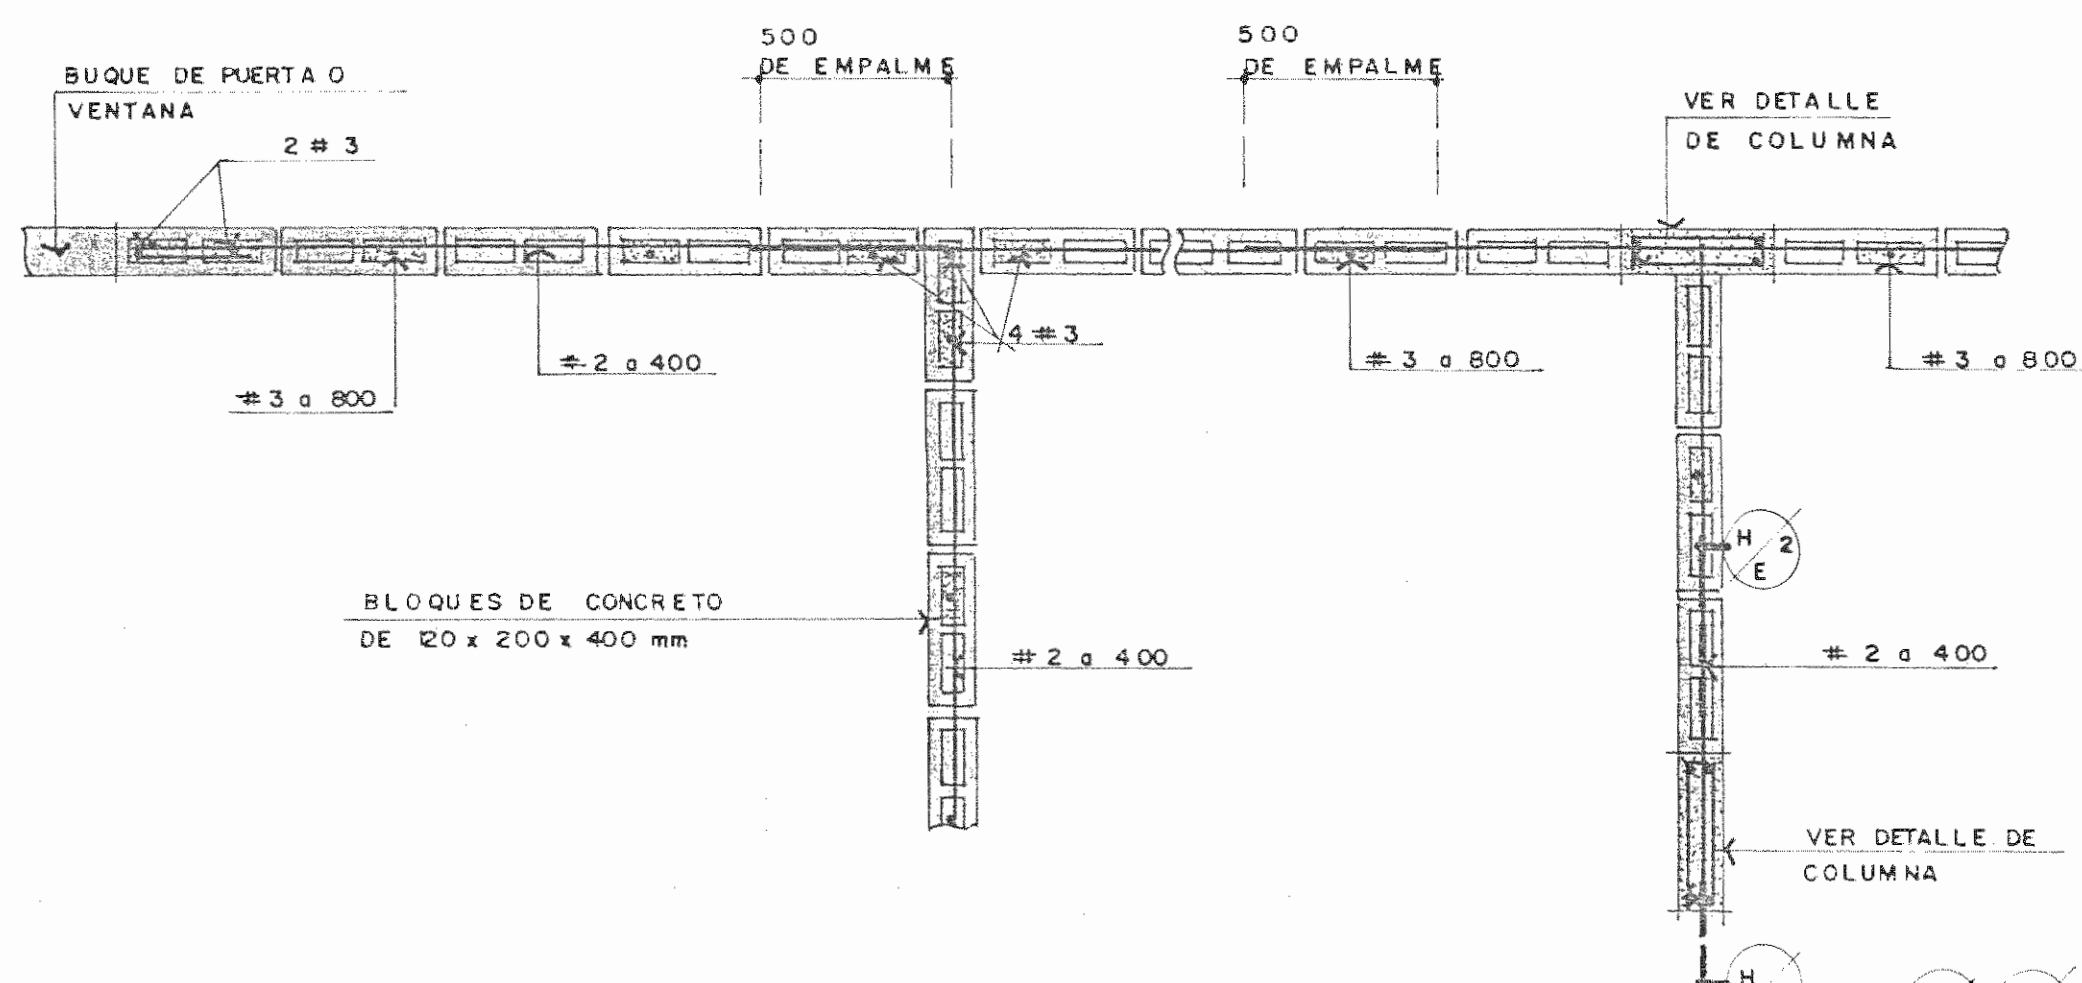 500
DE EMPALME
500
DE EMPALME
BUQUE DE PUERTA O
VENTANA
VER DETALLE
DE COLUMNA
2 # 3
4 # 3
# 2 a 400
# 3 a 800
# 3 a 800
# 3 a 800
H 2
E
BLOQUES DE CONCRETO
DE 120 x 200 x 400 mm
# 2 a 400
# 2 a 400
VER DETALLE DE
COLUMNA
H